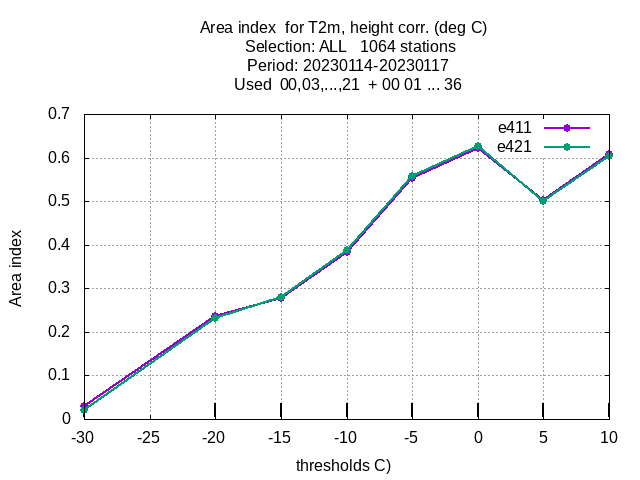 Area index  for T2m, height corr. (deg C)
Selection: ALL   1064 stations
Period: 20230114-20230117
Used  00,03,...,21  + 00 01 ... 36
e411
e421
0.7
0.6
0.5
0.4
0.3
0.2
0.1
0
Area index
-30 -25 -20 -15 -10 -5 0 5 10
thresholds C)